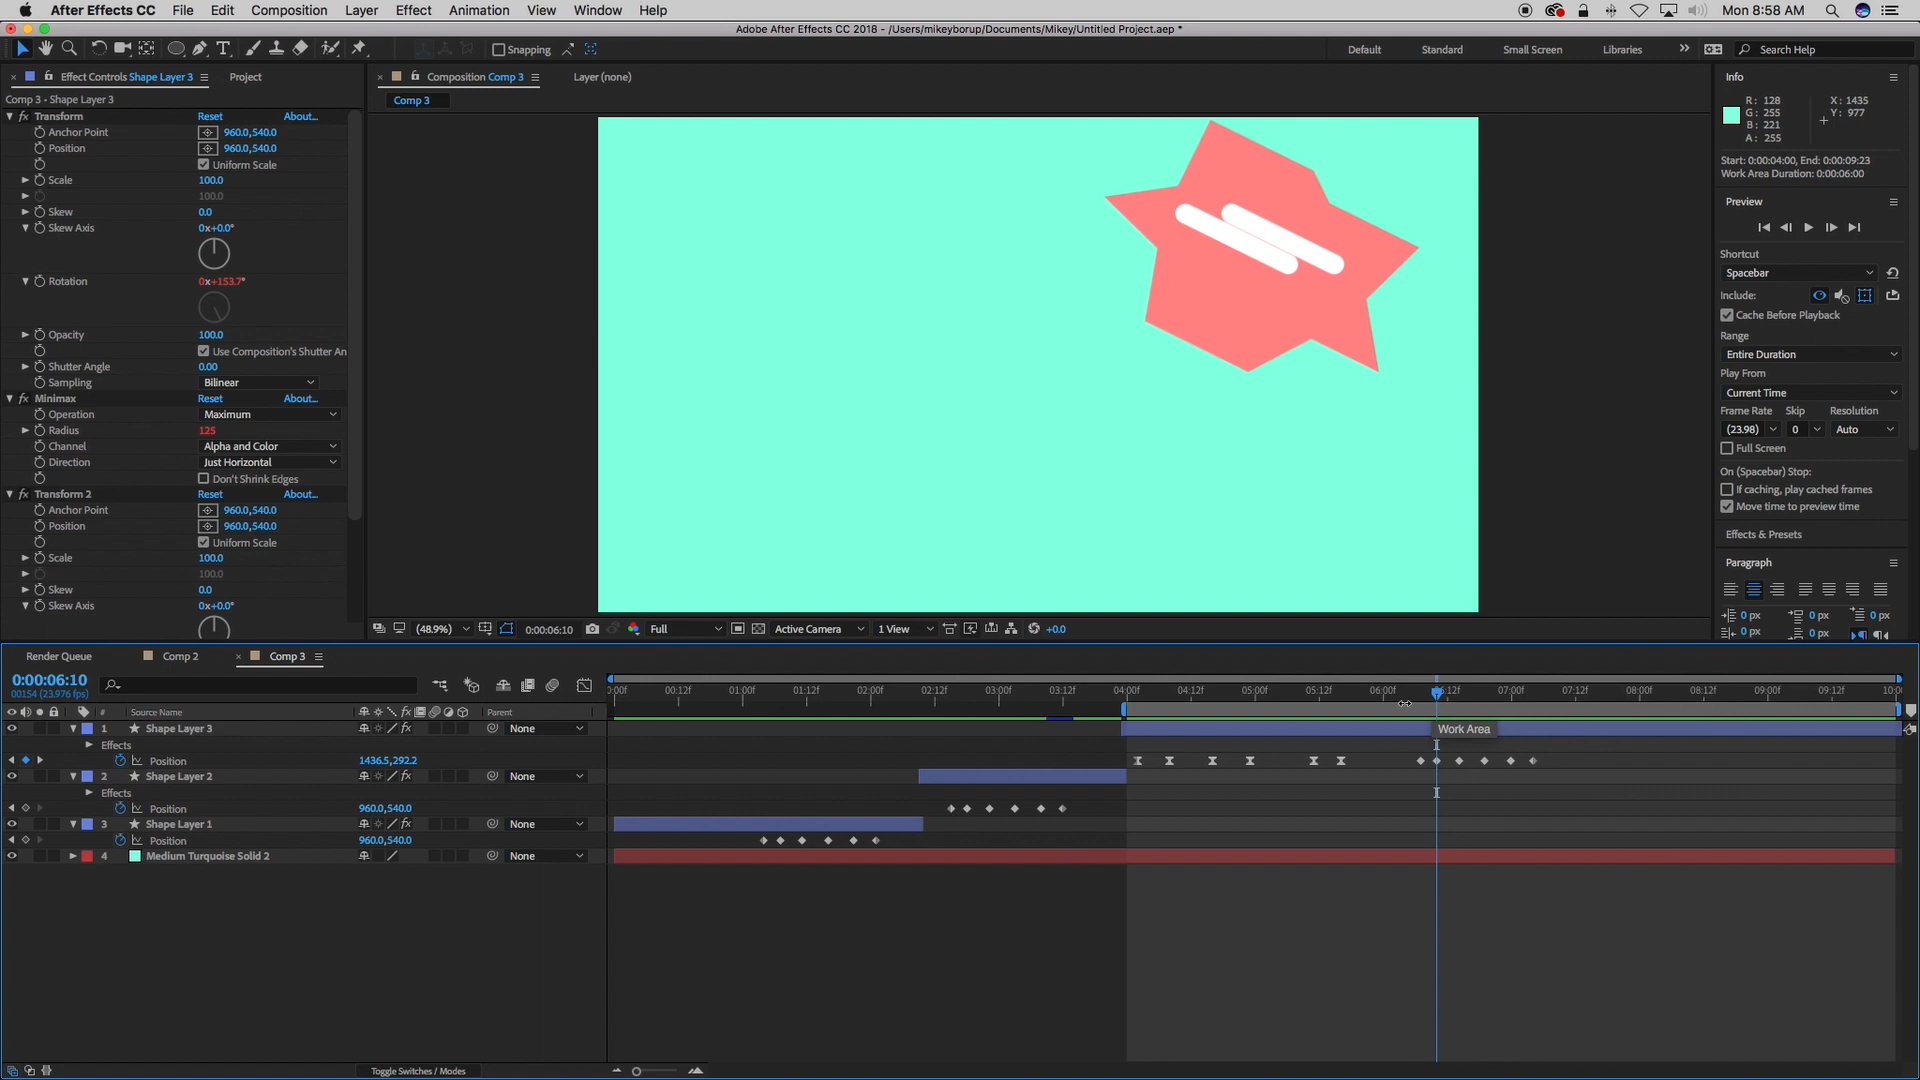 After Effects CC File Edit Composition Layer Effect Animation View Window Help Mon 8:58 AM
Adobe After Effects CC 2018 - /Users/mikeyborup/Documents/Mikey/Untitled Project.aep *
Snapping Default Standard Small Screen Libraries Search Help
Effect Controls Shape Layer 3 Project
Comp 3 • Shape Layer 3
fx Transform Reset About...
Anchor Point 960.0,540.0
Position 960.0,540.0
Uniform Scale
Scale 100.0
100.0
Skew 0.0
Skew Axis 0x+0.0°
Rotation 0x+153.7°
Opacity 100.0
Use Composition's Shutter An
Shutter Angle 0.00
Sampling Bilinear
fx Minimax Reset About...
Operation Maximum
Radius 125
Channel Alpha and Color
Direction Just Horizontal
Don't Shrink Edges
fx Transform 2 Reset About...
Anchor Point 960.0,540.0
Position 960.0,540.0
Uniform Scale
Scale 100.0
100.0
Skew 0.0
Skew Axis 0x+0.0°
Composition Comp 3 Layer (none)
Comp 3
(48.9%) 0:00:06:10 Full Active Camera 1 View +0.0
Info
R: 128 X: 1435
G: 255 Y: 977
B: 221
A: 255
Start: 0:00:04:00, End: 0:00:09:23
Work Area Duration: 0:00:06:00
Preview
Shortcut
Spacebar
Include:
Cache Before Playback
Range
Entire Duration
Play From
Current Time
Frame Rate Skip Resolution
(23.98) 0 Auto
Full Screen
On (Spacebar) Stop:
If caching, play cached frames
Move time to preview time
Effects & Presets
Paragraph
0 px 0 px 0 px
0 px 0 px
Render Queue Comp 2 Comp 3
0:00:06:10
00154 (23.976 fps)
:00f 00:12f 01:00f 01:12f 02:00f 02:12f 03:00f 03:12f 04:00f 04:12f 05:00f 05:12f 06:00f 6:12f 07:00f 07:12f 08:00f 08:12f 09:00f 09:12f 10:0
# Source Name fx Parent
1 Shape Layer 3 fx None
Work Area
Effects
Position 1436.5,292.2
2 Shape Layer 2 fx None
Effects
Position 960.0,540.0
3 Shape Layer 1 fx None
Position 960.0,540.0
4 Medium Turquoise Solid 2 None
Toggle Switches / Modes